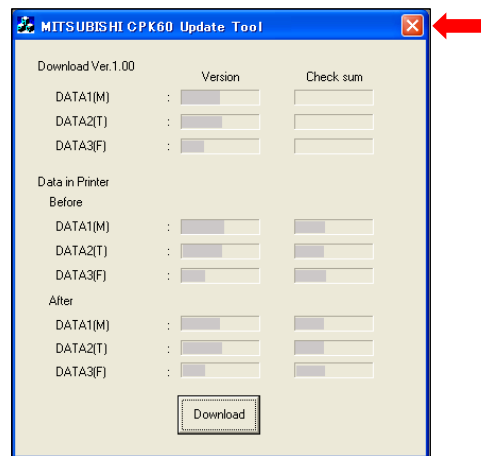 MITSUBISHI CPK60 Update Tool
Download Ver.1.00
Version Check sum
DATA1(M) :
DATA2(T) :
DATA3(F) :
Data in Printer
Before
DATA1(M) :
DATA2(T) :
DATA3(F) :
After
DATA1(M) :
DATA2(T) :
DATA3(F) :
Download